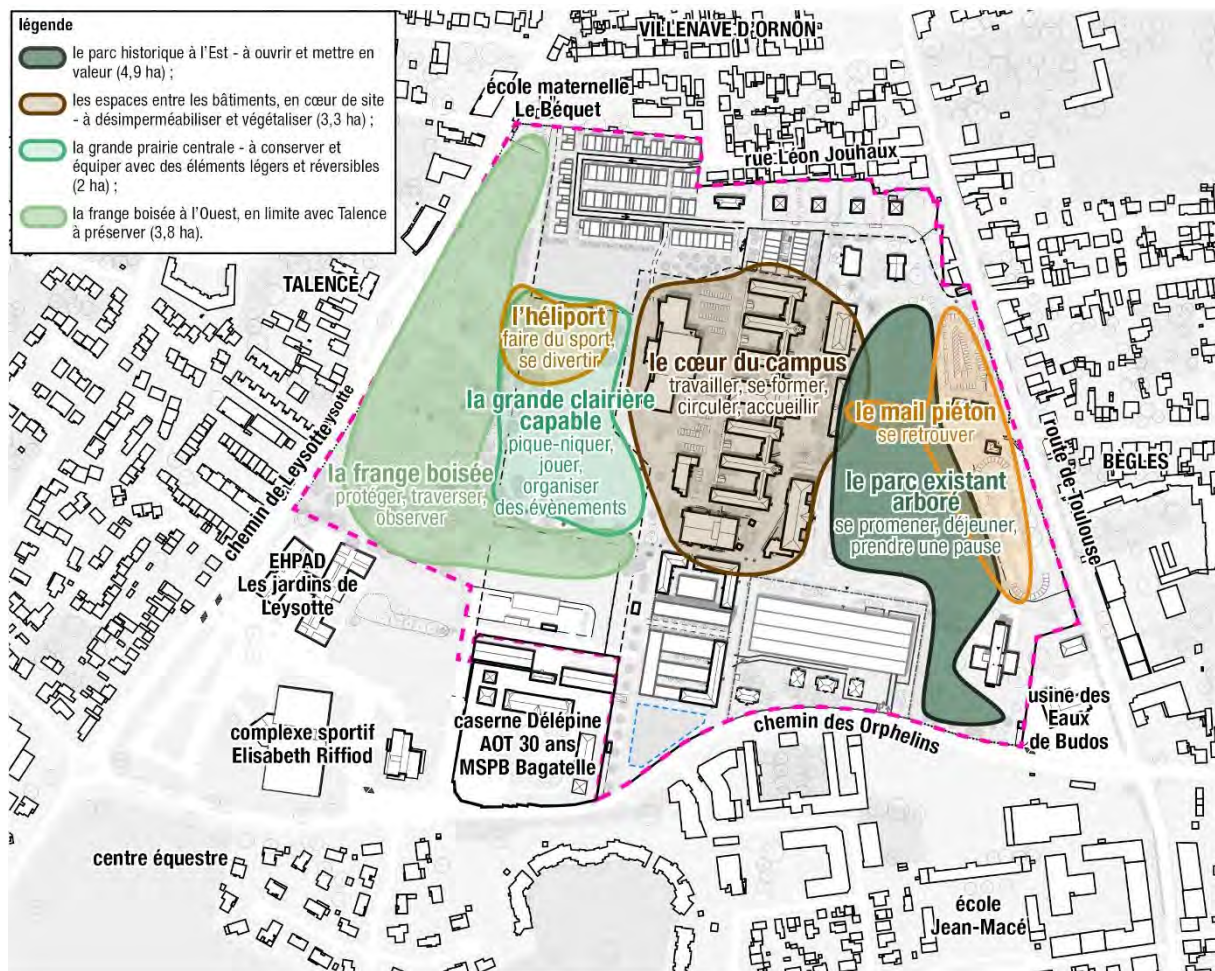 légende
le parc historique à l'Est - à ouvrir et mettre en
valeur (4,9 ha) ;
les espaces entre les bâtiments, en cœur de site
- à désimperméabiliser et végétaliser (3,3 ha) ;
la grande prairie centrale - à conserver et
équiper avec des éléments légers et réversibles
(2 ha) ;
la frange boisée à l'Ouest, en limite avec Talence
à préserver (3,8 ha).
VILLENAVE D'ORNON
école maternelle
Le Béquet
rue Léon Jouhaux
TALENCE
l'héliport
faire du sport,
se divertir
la grande clairière
capable
pique-niquer,
jouer,
organiser
des évènements
le cœur du campus
travailler, se former,
circuler, accueillir
le mail piéton
se retrouver
le parc existant
arboré
se promener, déjeuner,
prendre une pause
la frange boisée
protéger, traverser,
observer
chemin de Leysotte
route de Toulouse
BÈGLES
EHPAD
Les jardins de
Leysotte
complexe sportif
Elisabeth Riffiod
caserne Délépine
AOT 30 ans
MSPB Bagatelle
chemin des Orphelins
usine des
Eaux
de Budos
centre équestre
école
Jean-Macé